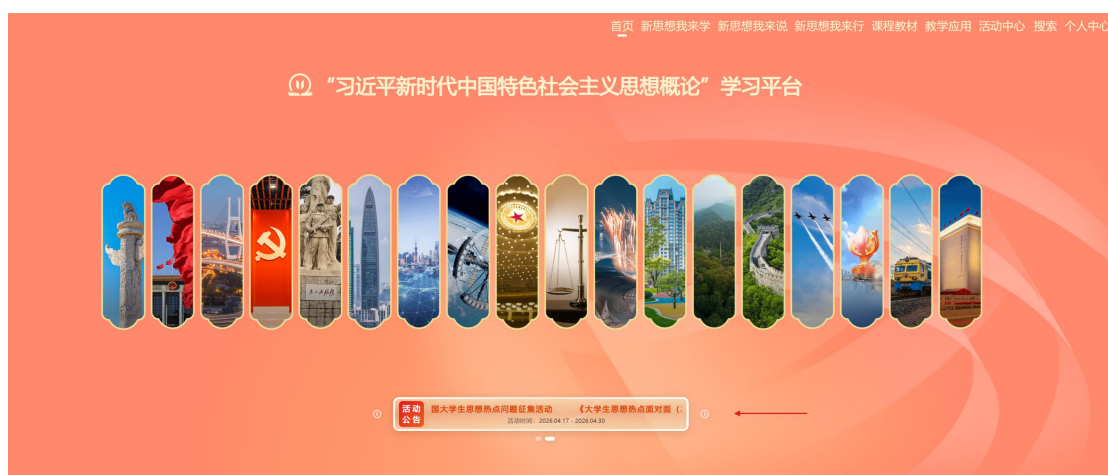 首页 新思想我来学 新思想我来说 新思想我来行 课程教材 教学应用 活动中心 搜索 个人中心
“习近平新时代中国特色社会主义思想概论”学习平台
活动公告
国大学生思想热点问题征集活动 《大学生思想热点面对面（
活动时间：2026.04.17 - 2026.04.30